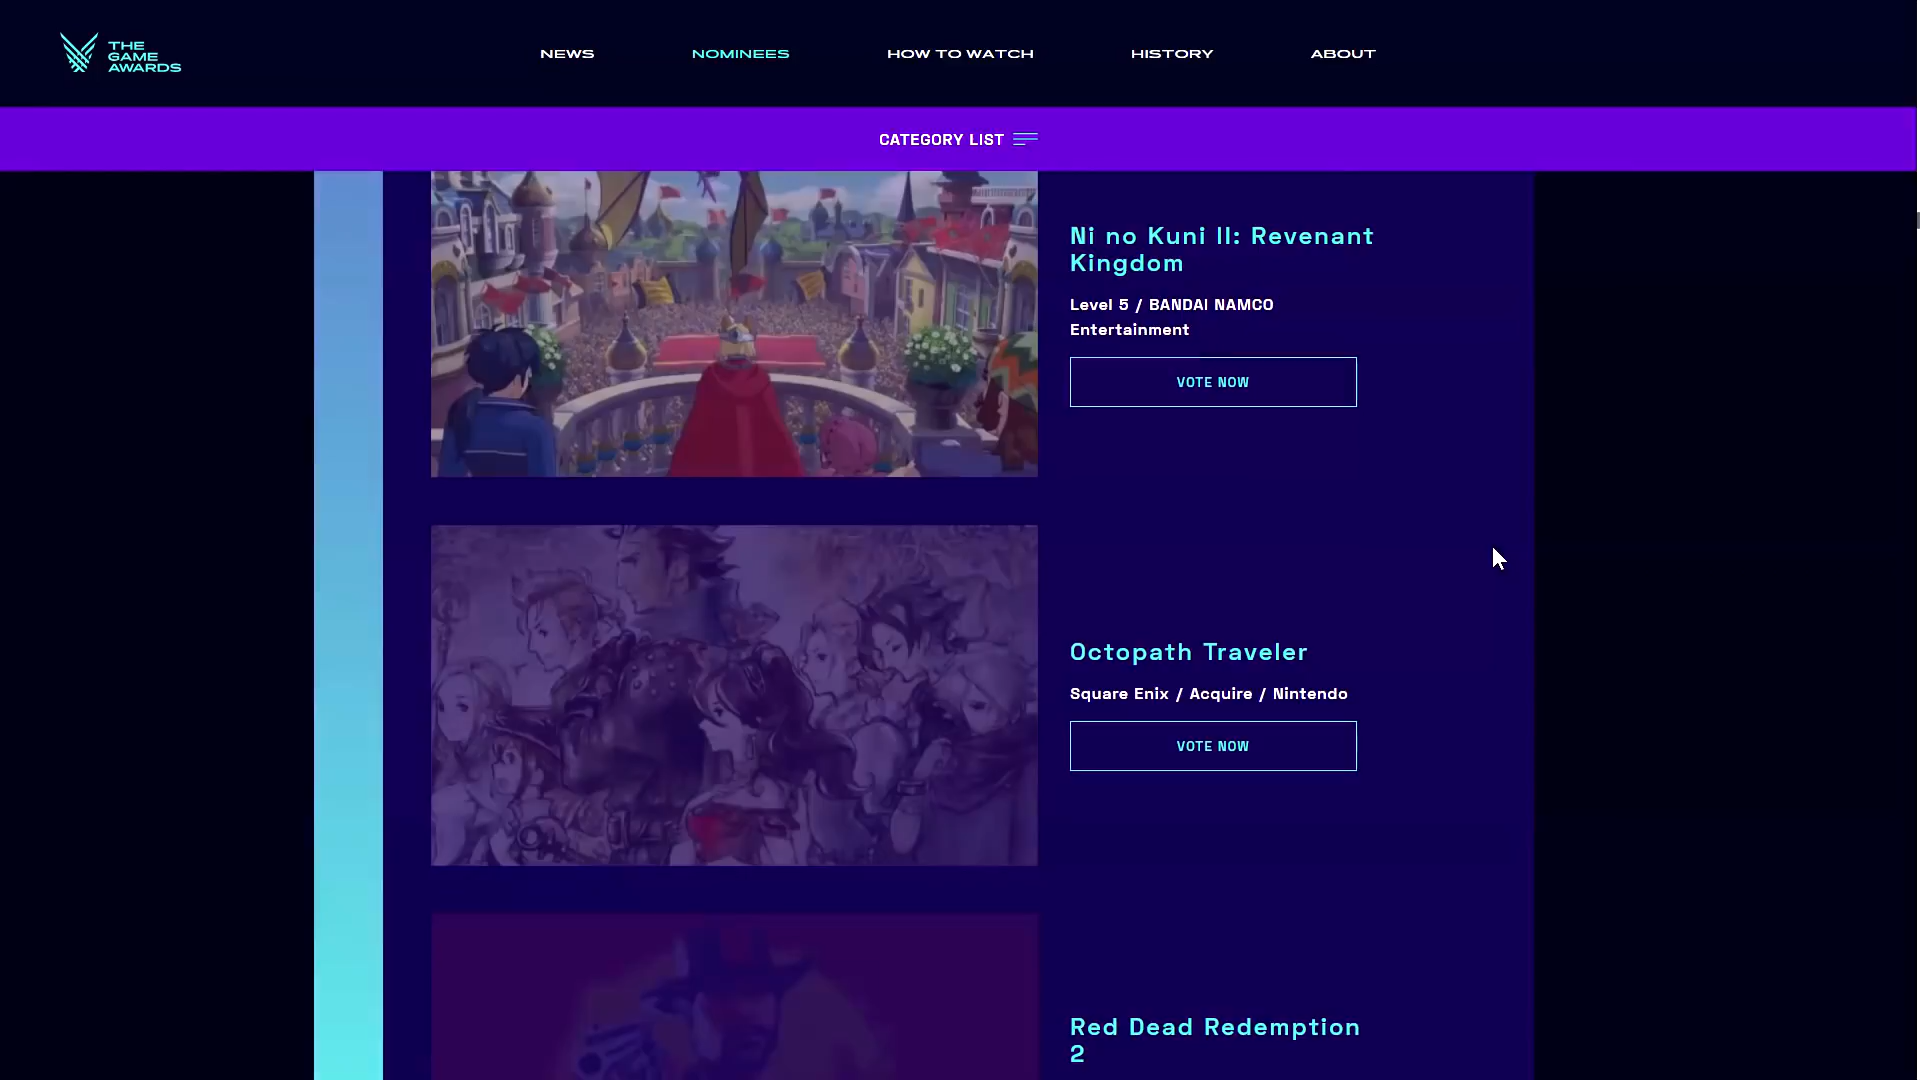 THE
GAME
AWARDS
NEWS
NOMINEES
HOW TO WATCH
HISTORY
ABOUT
CATEGORY LIST
Ni no Kuni II: Revenant
Kingdom
Level 5 / BANDAI NAMCO
Entertainment
VOTE NOW
Octopath Traveler
Square Enix / Acquire / Nintendo
VOTE NOW
Red Dead Redemption
2